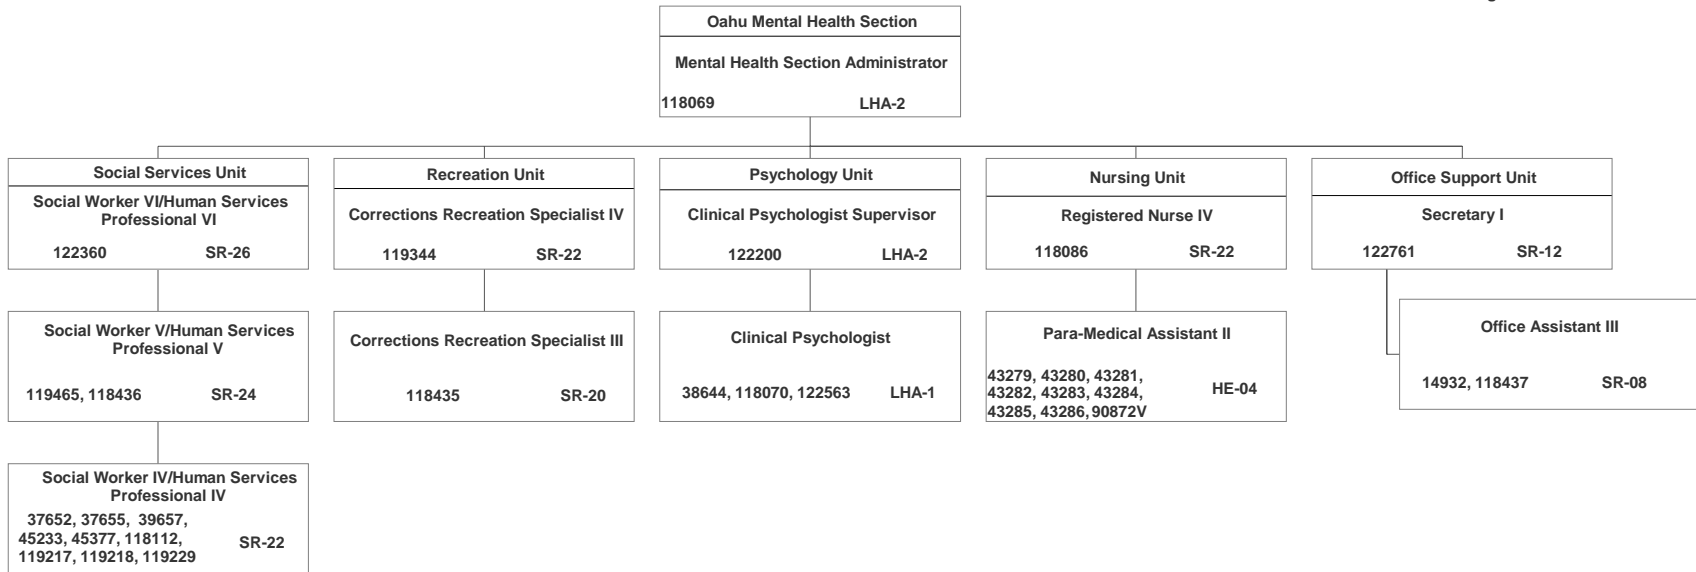 Oahu Mental Health Section
Mental Health Section Administrator
118069 LHA-2
Social Services Unit
Social Worker VI/Human Services
Professional VI
122360 SR-26
Recreation Unit
Corrections Recreation Specialist IV
119344 SR-22
Psychology Unit
Clinical Psychologist Supervisor
122200 LHA-2
Nursing Unit
Registered Nurse IV
118086 SR-22
Office Support Unit
Secretary I
122761 SR-12
Social Worker V/Human Services
Professional V
119465, 118436 SR-24
Corrections Recreation Specialist III
118435 SR-20
Clinical Psychologist
38644, 118070, 122563 LHA-1
Para-Medical Assistant II
43279, 43280, 43281,
43282, 43283, 43284, HE-04
43285, 43286, 90872V
Office Assistant III
14932, 118437 SR-08
Social Worker IV/Human Services
Professional IV
37652, 37655, 39657,
45233, 45377, 118112, SR-22
119217, 119218, 119229